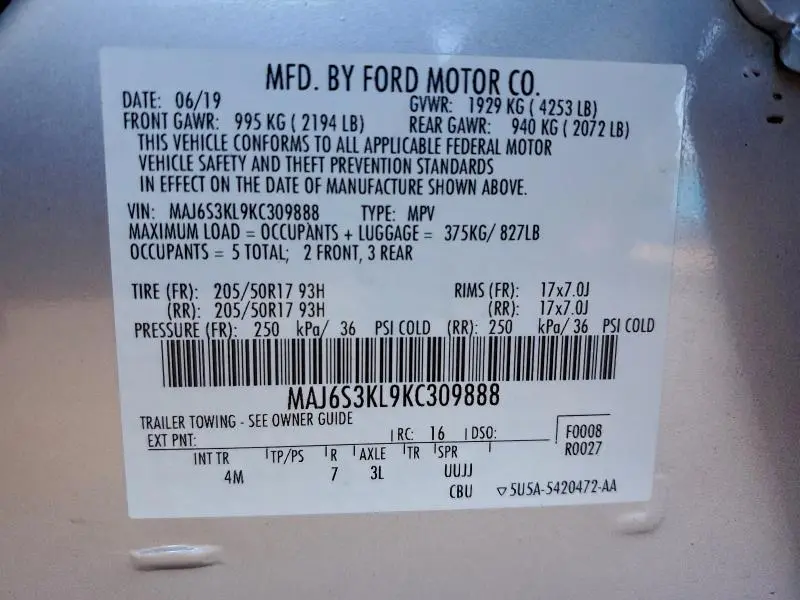 MFD. BY FORD MOTOR CO.
DATE: 06/19 GVWR: 1929 KG ( 4253 LB)
FRONT GAWR: 995 KG ( 2194 LB) REAR GAWR: 940 KG ( 2072 LB)
THIS VEHICLE CONFORMS TO ALL APPLICABLE FEDERAL MOTOR
VEHICLE SAFETY AND THEFT PREVENTION STANDARDS
IN EFFECT ON THE DATE OF MANUFACTURE SHOWN ABOVE.
VIN: MAJ6S3KL9KC309888 TYPE: MPV
MAXIMUM LOAD = OCCUPANTS + LUGGAGE = 375KG/ 827LB
OCCUPANTS = 5 TOTAL; 2 FRONT, 3 REAR
TIRE (FR): 205/50R17 93H RIMS (FR): 17x7.0J
(RR): 205/50R17 93H (RR): 17x7.0J
PRESSURE (FR): 250 kPa/ 36 PSI COLD (RR): 250 kPa/ 36 PSI COLD
MAJ6S3KL9KC309888
TRAILER TOWING - SEE OWNER GUIDE
EXT PNT: RC: 16 DSO: F0008
R0027
INT TR TP/PS R AXLE TR SPR
4M 7 3L UUJJ
CBU ▽5U5A-5420472-AA